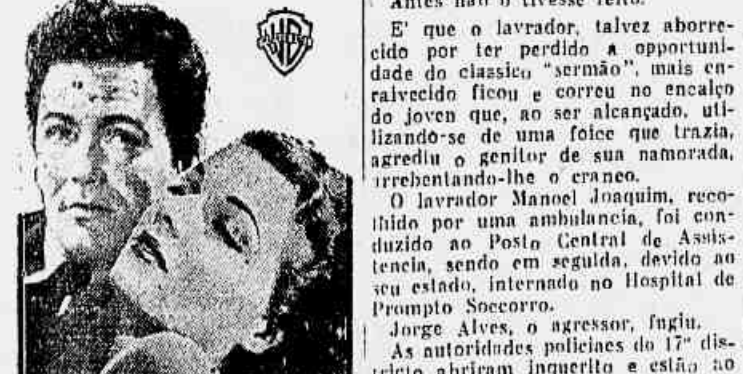 Antes não o tivesse feito.
E' que o lavrador, talvez aborre-
cido por ter perdido a opportuni-
dade do classico "sermão", mais en-
raivecido ficou e correu no encalço
do joven que, ao ser alcançado, uti-
lizando-se de uma foice que trazia,
agrediu o genitor de sua namorada,
arrebentando-lhe o craneo.
O lavrador Manoel Joaquim, reco-
lhido por uma ambulancia, foi con-
duzido ao Posto Central de Assis-
tencia, sendo em seguida, devido ao
seu estado, internado no Hospital de
Prompto Soccorro.
Jorge Alves, o agressor, fugiu.
As autoridades policiaes do 17º dis-
tricto abriram inquerito e estão ao